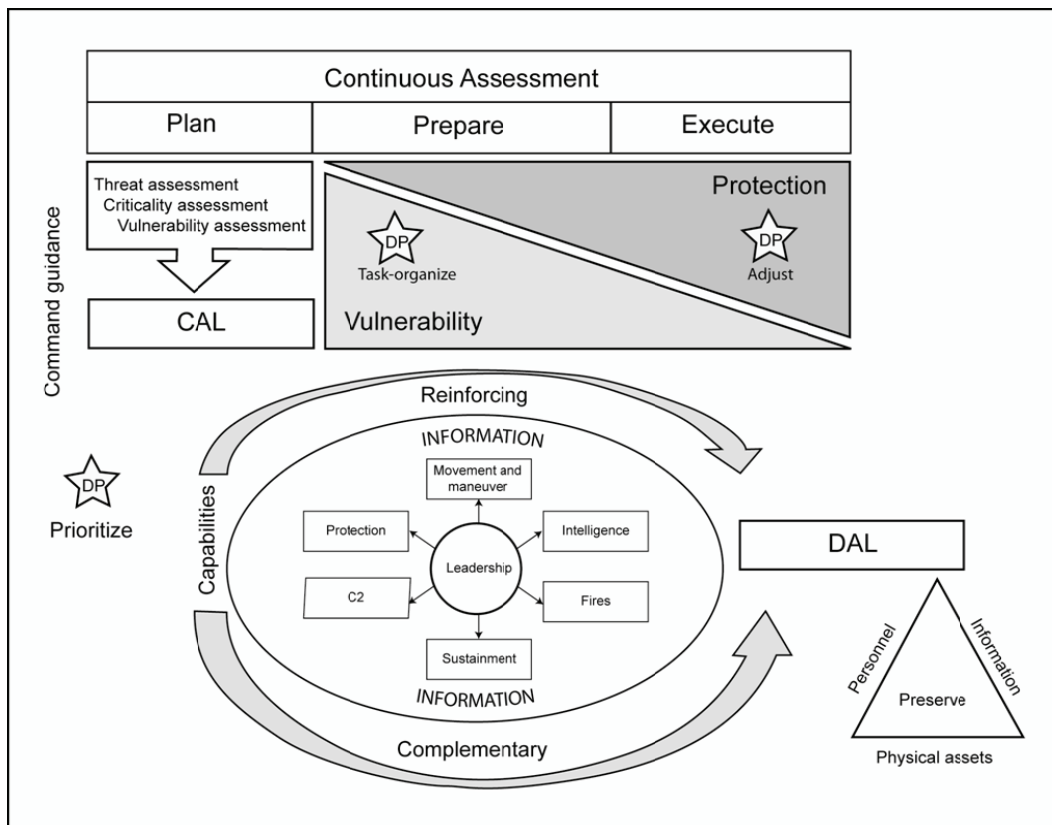 Continuous Assessment
Plan
Prepare
Execute
Command guidance
Threat assessment
Criticality assessment
Vulnerability assessment
CAL
Protection
DP
Task-organize
DP
Adjust
Vulnerability
Reinforcing
INFORMATION
Movement and
maneuver
DP
Prioritize
Capabilities
Protection
Intelligence
Leadership
C2
Fires
Sustainment
INFORMATION
Complementary
DAL
Personnel
Information
Preserve
Physical assets